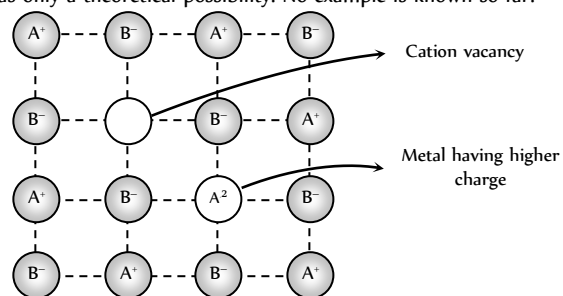 as only a theoretical possibility. No example is known so far.
A⁺ B⁻ A⁺ B⁻
Cation vacancy
B⁻ B⁻ A⁺
Metal having higher
charge
A⁺ B⁻ A² B⁻
B⁻ A⁺ B⁻ A⁺